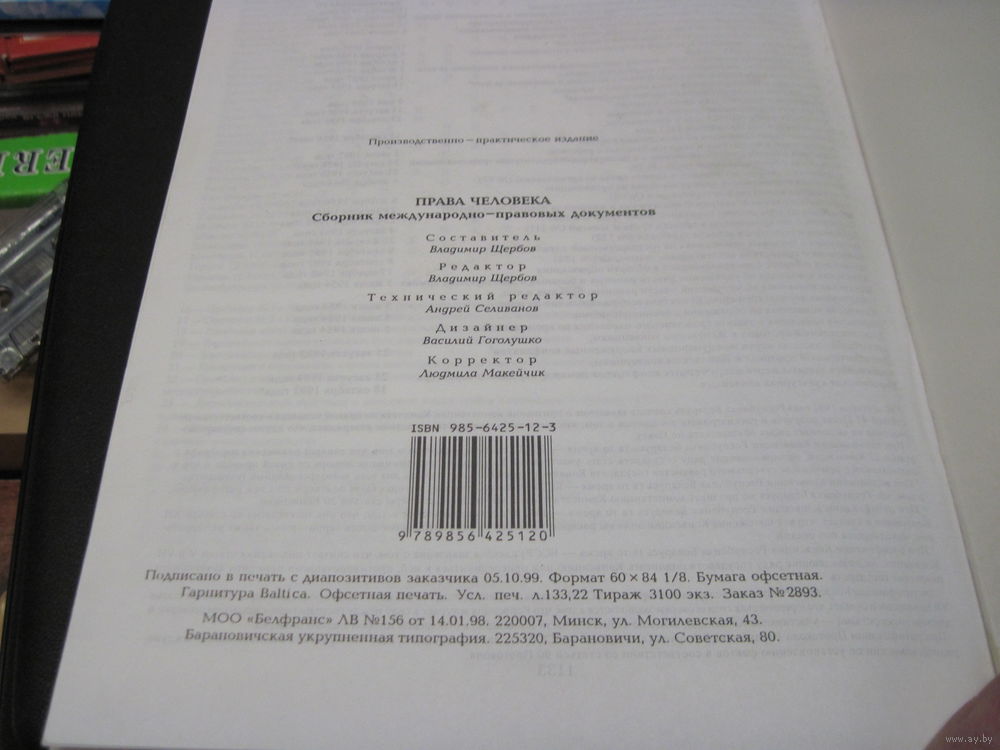 ERI
Производственно–практическое издание
ПРАВА ЧЕЛОВЕКА
Сборник международно–правовых документов
Составитель
Владимир Щербов
Редактор
Владимир Щербов
Технический редактор
Андрей Селиванов
Дизайнер
Василий Гоголушко
Корректор
Людмила Макейчик
ISBN 985-6425-12-3
9 789856 425120
Подписано в печать с диапозитивов заказчика 05.10.99. Формат 60 × 84 1/8. Бумага офсетная.
Гарнитура Baltica. Офсетная печать. Усл. печ. л.133,22 Тираж 3100 экз. Заказ №2893.
МОО «Белфранс» ЛВ №156 от 14.01.98. 220007, Минск, ул. Могилевская, 43.
Барановичская укрупненная типография. 225320, Барановичи, ул. Советская, 80.
www.ay.by